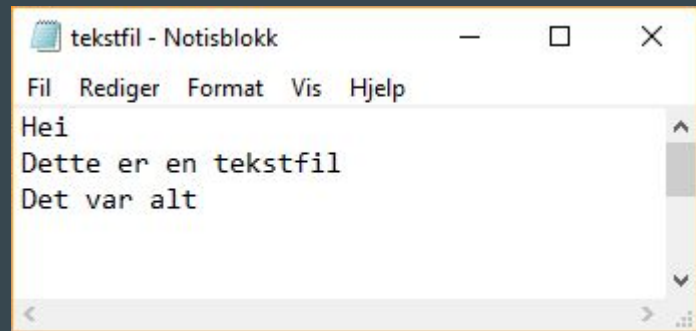 tekstfil - Notisblokk
Fil Rediger Format Vis Hjelp
Hei
Dette er en tekstfil
Det var alt